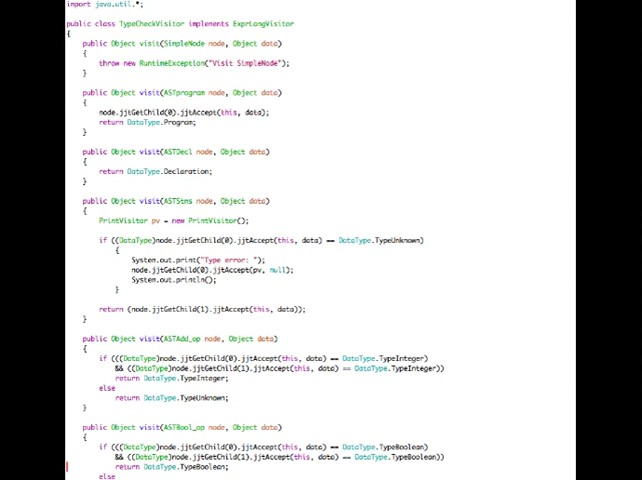 import java.util.*;
public class TypeCheckVisitor implements ExprLangVisitor
{
public Object visit(SimpleNode node, Object data)
{
throw new RuntimeException("Visit SimpleNode");
}
public Object visit(ASTprogram node, Object data)
{
node.jjtGetChild(0).jjtAccept(this, data);
return DataType.Program;
}
public Object visit(ASTDecl node, Object data)
{
return DataType.Declaration;
}
public Object visit(ASTStms node, Object data)
{
PrintVisitor pv = new PrintVisitor();
if ((DataType)node.jjtGetChild(0).jjtAccept(this, data) == DataType.TypeUnknown)
{
System.out.print("Type error: ");
node.jjtGetChild(0).jjtAccept(pv, null);
System.out.println();
}
return (node.jjtGetChild(1).jjtAccept(this, data));
}
public Object visit(ASTAdd_op node, Object data)
{
if (((DataType)node.jjtGetChild(0).jjtAccept(this, data) == DataType.TypeInteger)
&& ((DataType)node.jjtGetChild(1).jjtAccept(this, data) == DataType.TypeInteger))
return DataType.TypeInteger;
else
return DataType.TypeUnknown;
}
public Object visit(ASTBool_op node, Object data)
{
if (((DataType)node.jjtGetChild(0).jjtAccept(this, data) == DataType.TypeBoolean)
&& ((DataType)node.jjtGetChild(1).jjtAccept(this, data) == DataType.TypeBoolean))
return DataType.TypeBoolean;
else